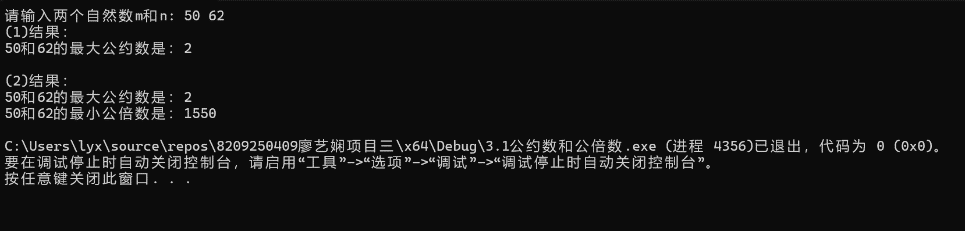 请输入两个自然数m和n: 50 62
(1)结果:
50和62的最大公约数是: 2
(2)结果:
50和62的最大公约数是: 2
50和62的最小公倍数是: 1550
C:\Users\lyx\source\repos\8209250409廖艺娴项目三\x64\Debug\3.1公约数和公倍数.exe (进程 4356)已退出，代码为 0 (0x0)。
要在调试停止时自动关闭控制台，请启用“工具”->“选项”->“调试”->“调试停止时自动关闭控制台”。
按任意键关闭此窗口. . .